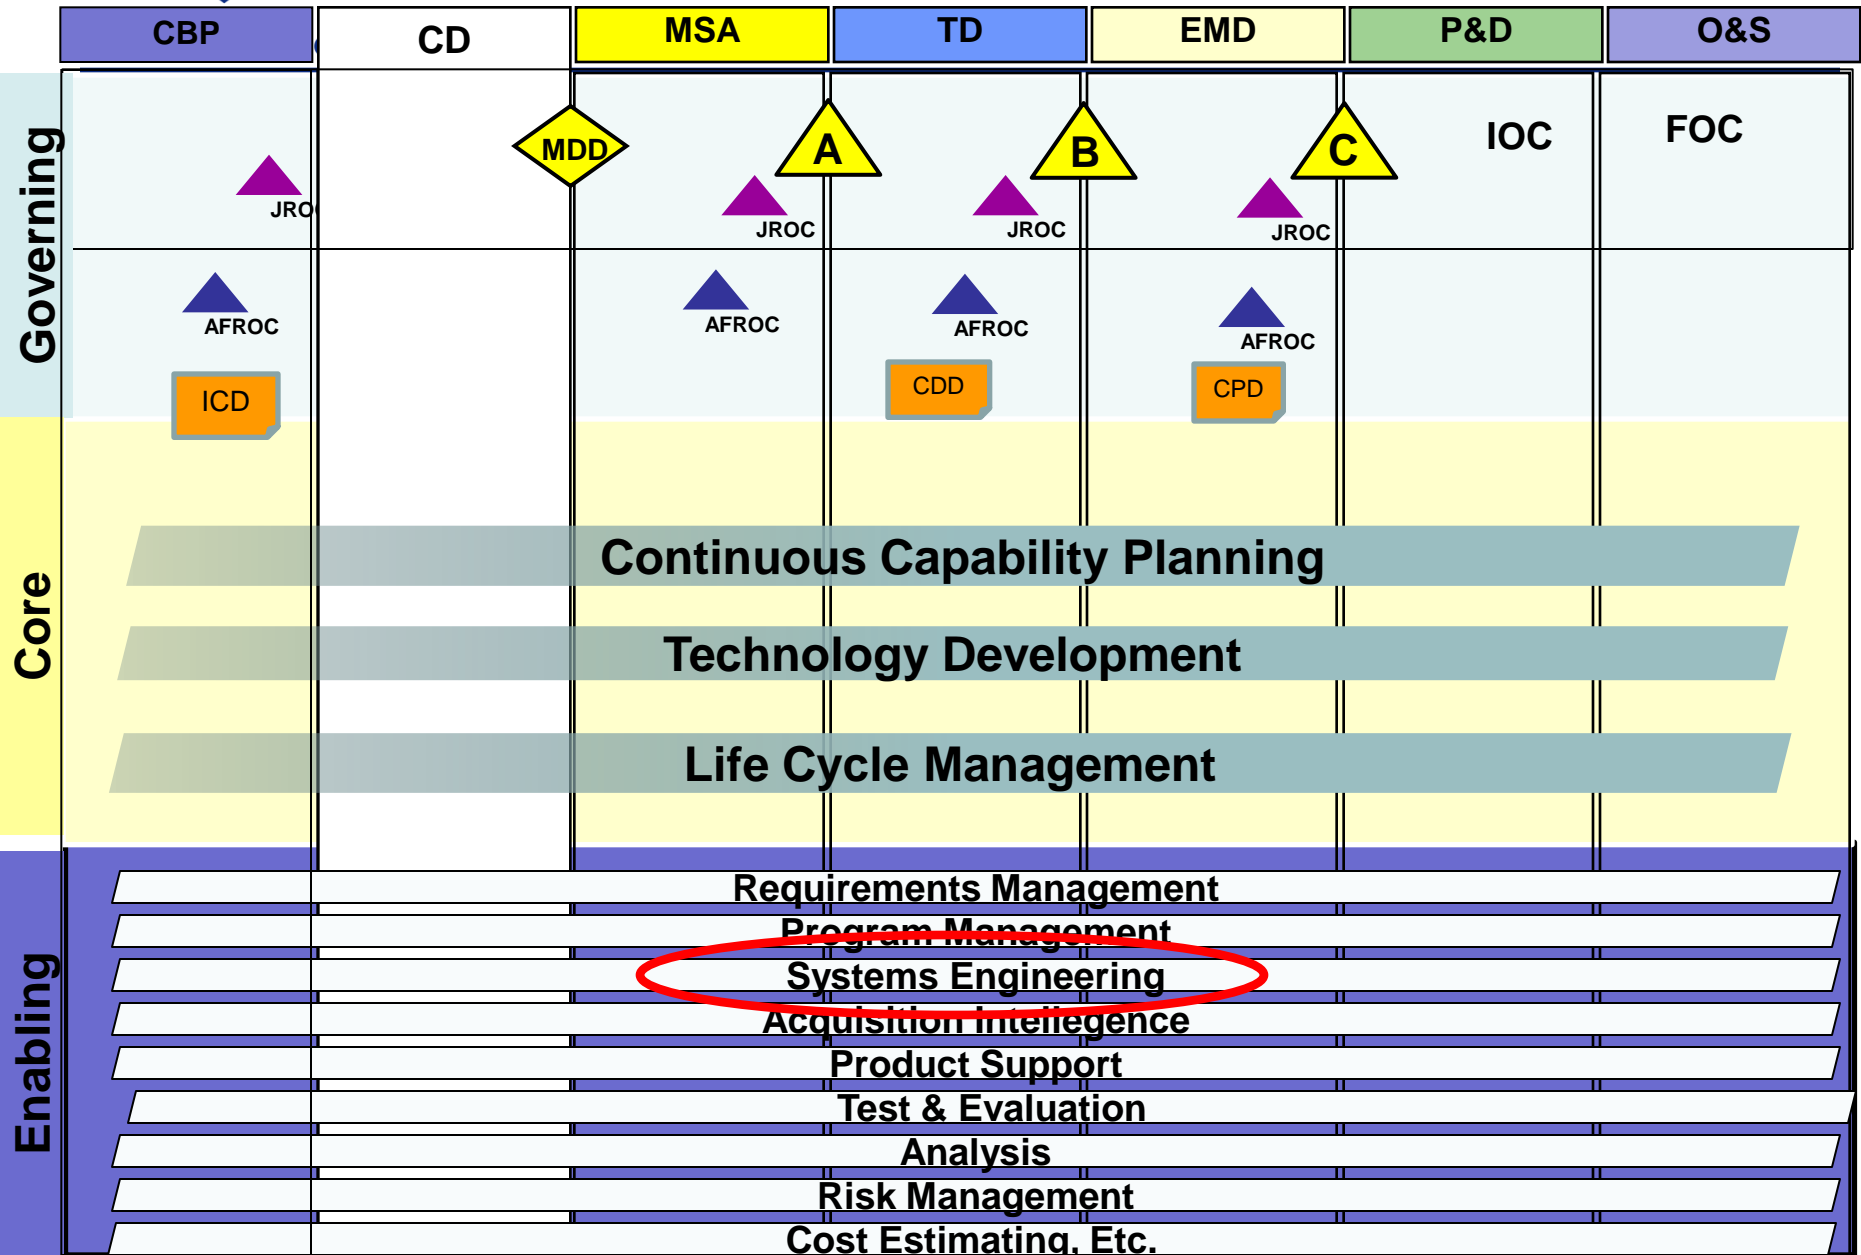 CBP
CD
MSA
TD
EMD
P&D
O&S
Governing
MDD
A
B
C
IOC
FOC
JRO
JROC
JROC
JROC
AFROC
AFROC
AFROC
AFROC
ICD
CDD
CPD
Core
Continuous Capability Planning
Technology Development
Life Cycle Management
Enabling
Requirements Management
Program Management
Systems Engineering
Acquisition Intellegence
Product Support
Test & Evaluation
Analysis
Risk Management
Cost Estimating, Etc.